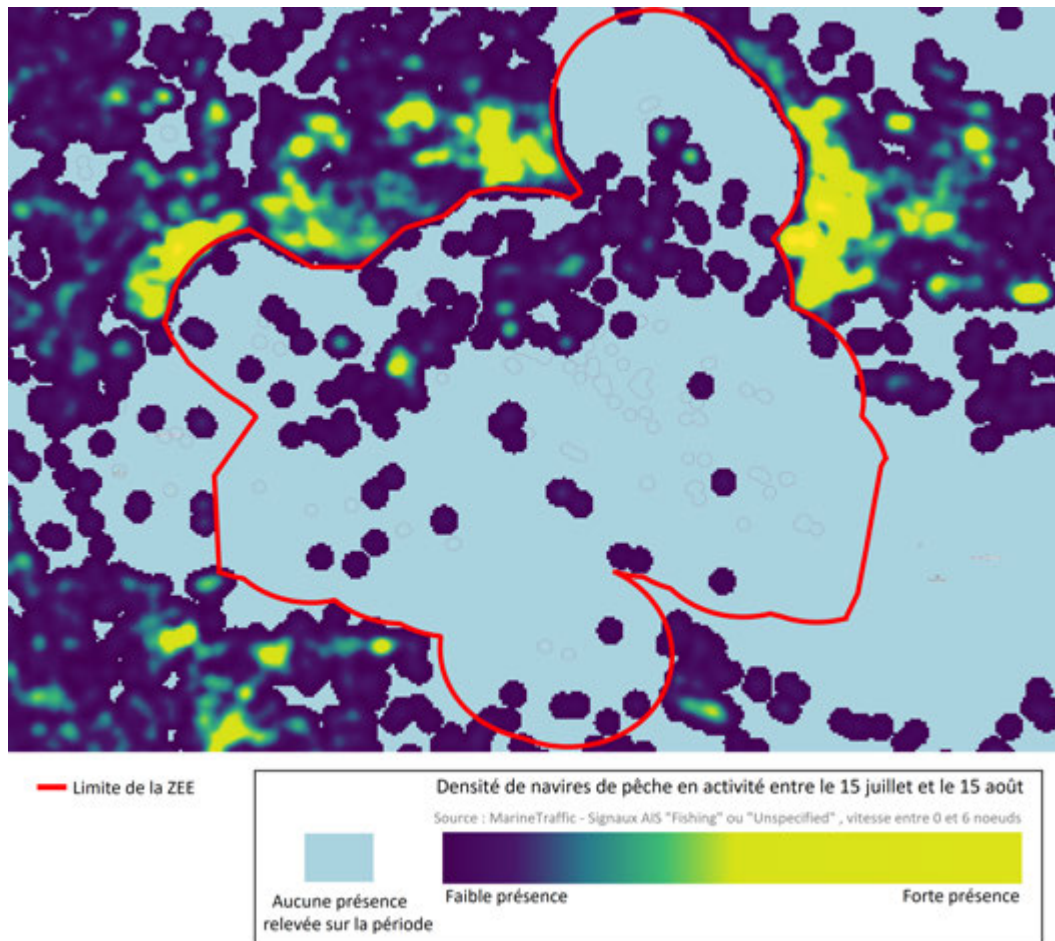 Limite de la ZEE
Densité de navires de pêche en activité entre le 15 juillet et le 15 août
Source : MarineTraffic - Signaux AIS "Fishing" ou "Unspecified" , vitesse entre 0 et 6 noeuds
Aucune présence
relevée sur la période
Faible présence
Forte présence